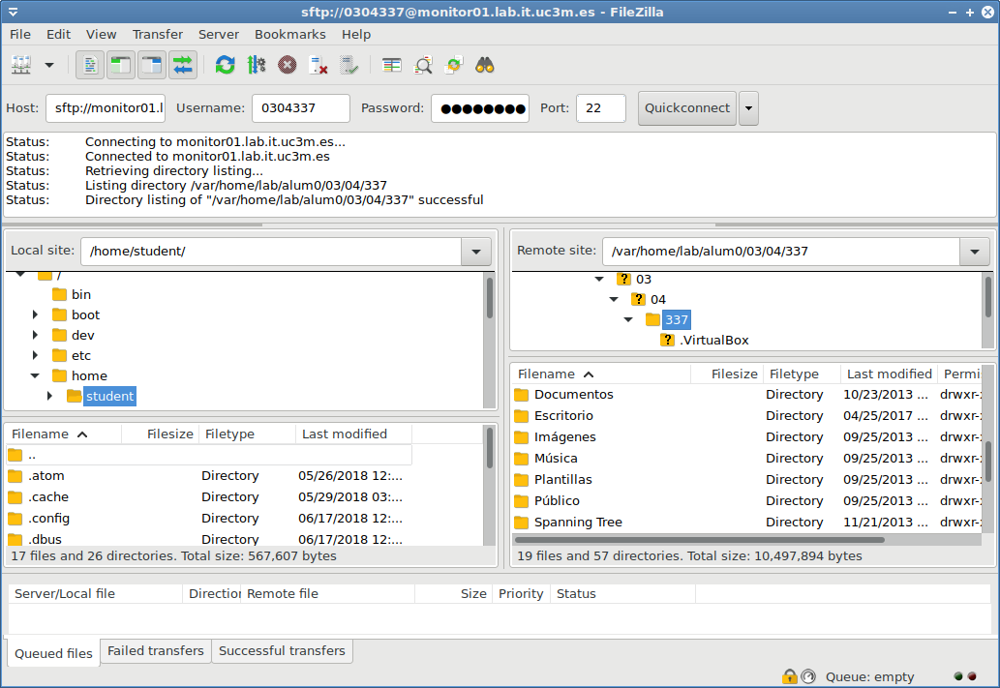 sftp://0304337@monitor01.lab.it.uc3m.es - FileZilla
File Edit View Transfer Server Bookmarks Help
Host: sftp://monitor01.l Username: 0304337 Password: ●●●●●●●● Port: 22 Quickconnect
Status: Connecting to monitor01.lab.it.uc3m.es...
Status: Connected to monitor01.lab.it.uc3m.es
Status: Retrieving directory listing...
Status: Listing directory /var/home/lab/alum0/03/04/337
Status: Directory listing of "/var/home/lab/alum0/03/04/337" successful
Local site: /home/student/
/
bin
boot
dev
etc
home
student
Filename Filesize Filetype Last modified
..
.atom Directory 05/26/2018 12:...
.cache Directory 05/29/2018 03:...
.config Directory 06/17/2018 12:...
.dbus Directory 06/17/2018 12:...
17 files and 26 directories. Total size: 567,607 bytes
Remote site: /var/home/lab/alum0/03/04/337
? 03
? 04
337
? .VirtualBox
Filename Filesize Filetype Last modified Permi
Documentos Directory 10/23/2013 ... drwxr-
Escritorio Directory 04/25/2017 ... drwxr-
Imágenes Directory 09/25/2013 ... drwxr-
Música Directory 09/25/2013 ... drwxr-
Plantillas Directory 09/25/2013 ... drwxr-
Público Directory 09/25/2013 ... drwxr-
Spanning Tree Directory 11/21/2013 ... drwxr-
19 files and 57 directories. Total size: 10,497,894 bytes
Server/Local file Direction Remote file Size Priority Status
Queued files Failed transfers Successful transfers
Queue: empty